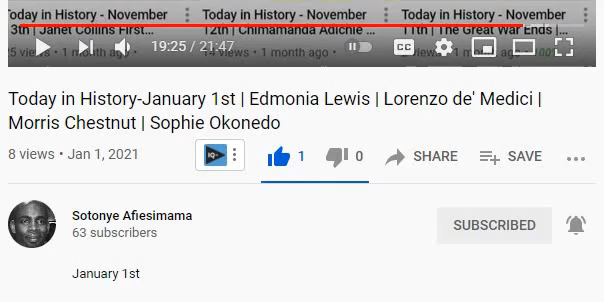 Today in History - November Today in History - November Today in History - November
3th | Janet Collins First... 12th | Chimamanda Adichie ... 11th | The Great War Ends |...
19:25 / 21:47 CC
Today in History-January 1st | Edmonia Lewis | Lorenzo de' Medici |
Morris Chestnut | Sophie Okonedo
8 views • Jan 1, 2021 IQ 1 0 SHARE SAVE
Sotonye Afiesimama
63 subscribers
SUBSCRIBED
January 1st